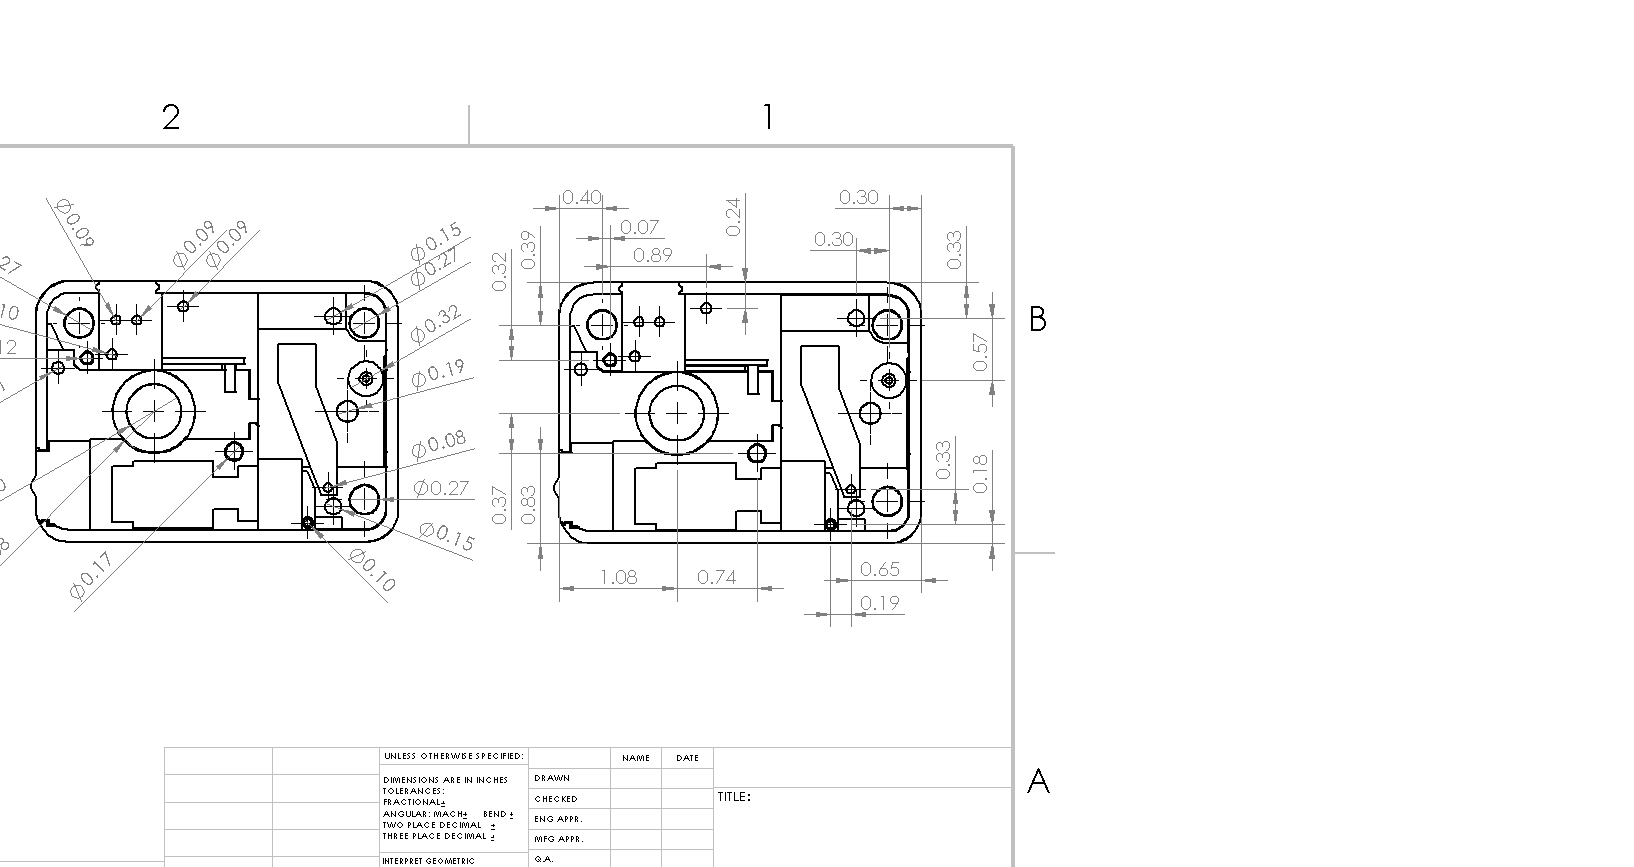 2
1
Ø0.09
Ø0.09
Ø0.09
Ø0.15
Ø0.27
Ø0.32
Ø0.19
Ø0.08
Ø0.27
Ø0.15
Ø0.10
Ø0.17
27
10
12
0.40
0.07
0.89
0.24
0.30
0.30
0.33
0.39
0.32
B
0.57
0.33
0.18
0.37
0.83
1.08
0.74
0.65
0.19
A
UNLESS OTHERWISE SPECIFIED:
DIMENSIONS ARE IN INCHES
TOLERANCES:
FRACTIONAL±
ANGULAR: MACH± BEND ±
TWO PLACE DECIMAL ±
THREE PLACE DECIMAL ±
INTERPRET GEOMETRIC
NAME DATE
DRAWN
CHECKED
ENG APPR.
MFG APPR.
Q.A.
TITLE: